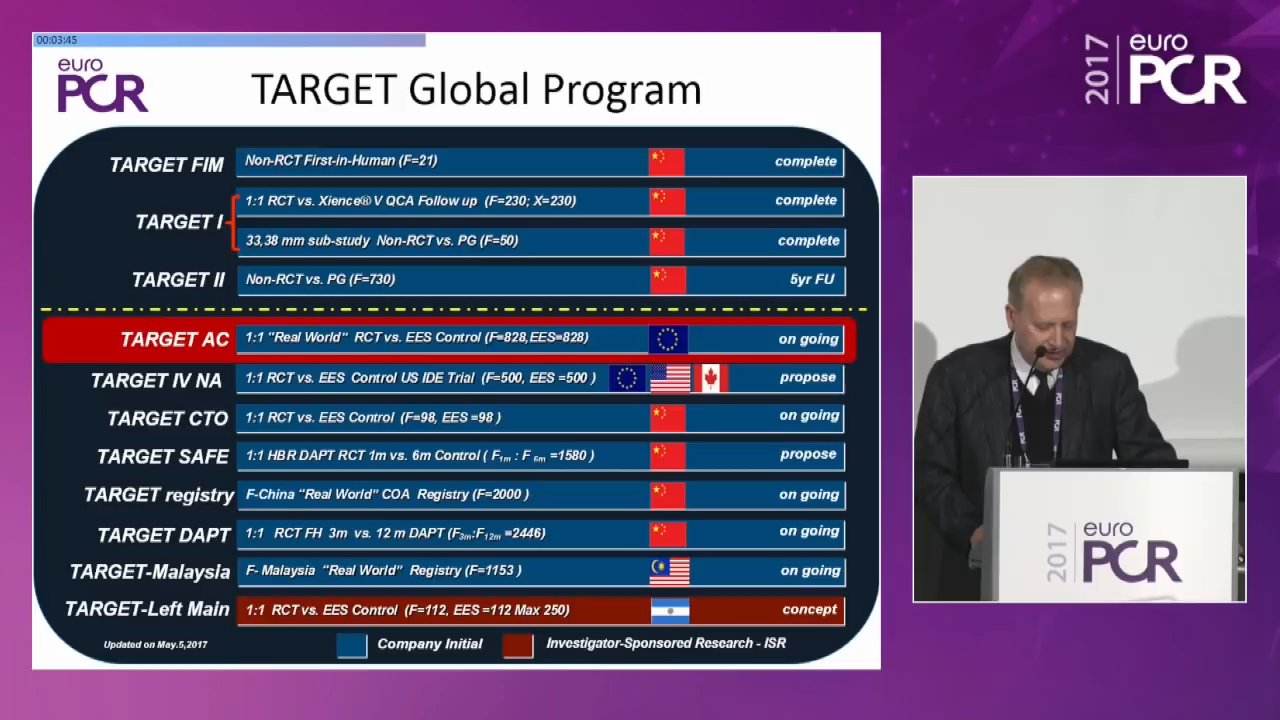 00:03:45
euro
PCR
TARGET Global Program
TARGET FIM
Non-RCT First-in-Human (F=21)
complete
TARGET I
1:1 RCT vs. Xience® V QCA Follow up (F=230; X=230)
complete
33,38 mm sub-study Non-RCT vs. PG (F=50)
complete
TARGET II
Non-RCT vs. PG (F=730)
5yr FU
TARGET AC
1:1 "Real World" RCT vs. EES Control (F=828,EES=828)
on going
TARGET IV NA
1:1 RCT vs. EES Control US IDE Trial (F=500, EES =500 )
propose
TARGET CTO
1:1 RCT vs. EES Control (F=98, EES =98 )
on going
TARGET SAFE
1:1 HBR DAPT RCT 1m vs. 6m Control ( F1m : F 6m =1580 )
propose
TARGET registry
F-China "Real World" COA Registry (F=2000 )
on going
TARGET DAPT
1:1 RCT FH 3m vs. 12 m DAPT (F3m:F12m =2446)
on going
TARGET-Malaysia
F- Malaysia "Real World" Registry (F=1153 )
on going
TARGET-Left Main
1:1 RCT vs. EES Control (F=112, EES =112 Max 250)
concept
Updated on May.5,2017
Company Initial
Investigator-Sponsored Research - ISR
2017
euro
PCR
2017
euro
PCR